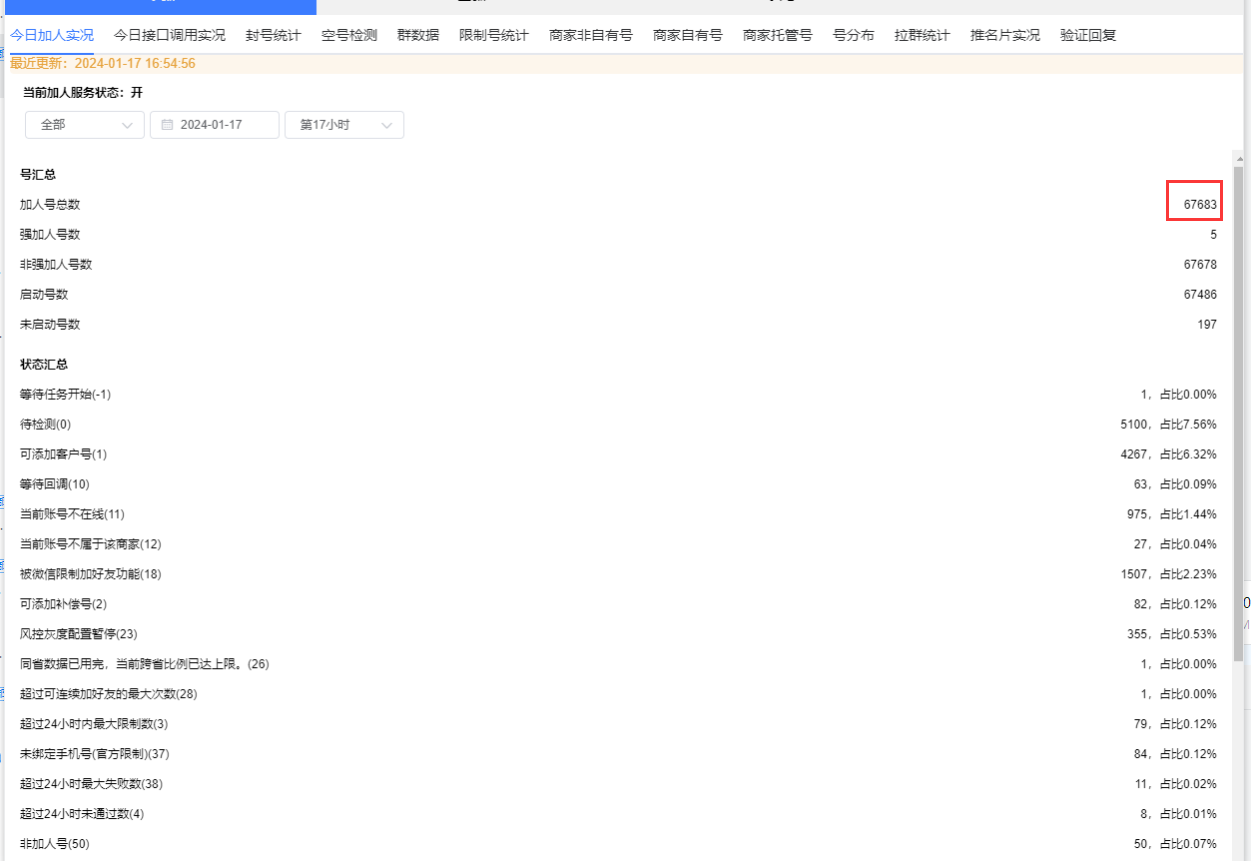 今日加人实况 今日接口调用实况 封号统计 空号检测 群数据 限制号统计 商家非自有号 商家自有号 商家托管号 号分布 拉群统计 推名片实况 验证回复
最近更新：2024-01-17 16:54:56
当前加人服务状态：开
全部 2024-01-17 第17小时
号汇总
加人号总数 67683
强加人号数 5
非强加人号数 67678
启动号数 67486
未启动号数 197
状态汇总
等待任务开始(-1) 1，占比0.00%
待检测(0) 5100，占比7.56%
可添加客户号(1) 4267，占比6.32%
等待回调(10) 63，占比0.09%
当前账号不在线(11) 975，占比1.44%
当前账号不属于该商家(12) 27，占比0.04%
被微信限制加好友功能(18) 1507，占比2.23%
可添加补偿号(2) 82，占比0.12%
风控灰度配置暂停(23) 355，占比0.53%
同省数据已用完，当前跨省比例已达上限。(26) 1，占比0.00%
超过可连续加好友的最大次数(28) 1，占比0.00%
超过24小时内最大限制数(3) 79，占比0.12%
未绑定手机号(官方限制)(37) 84，占比0.12%
超过24小时最大失败数(38) 11，占比0.02%
超过24小时未通过数(4) 8，占比0.01%
非加人号(50) 50，占比0.07%